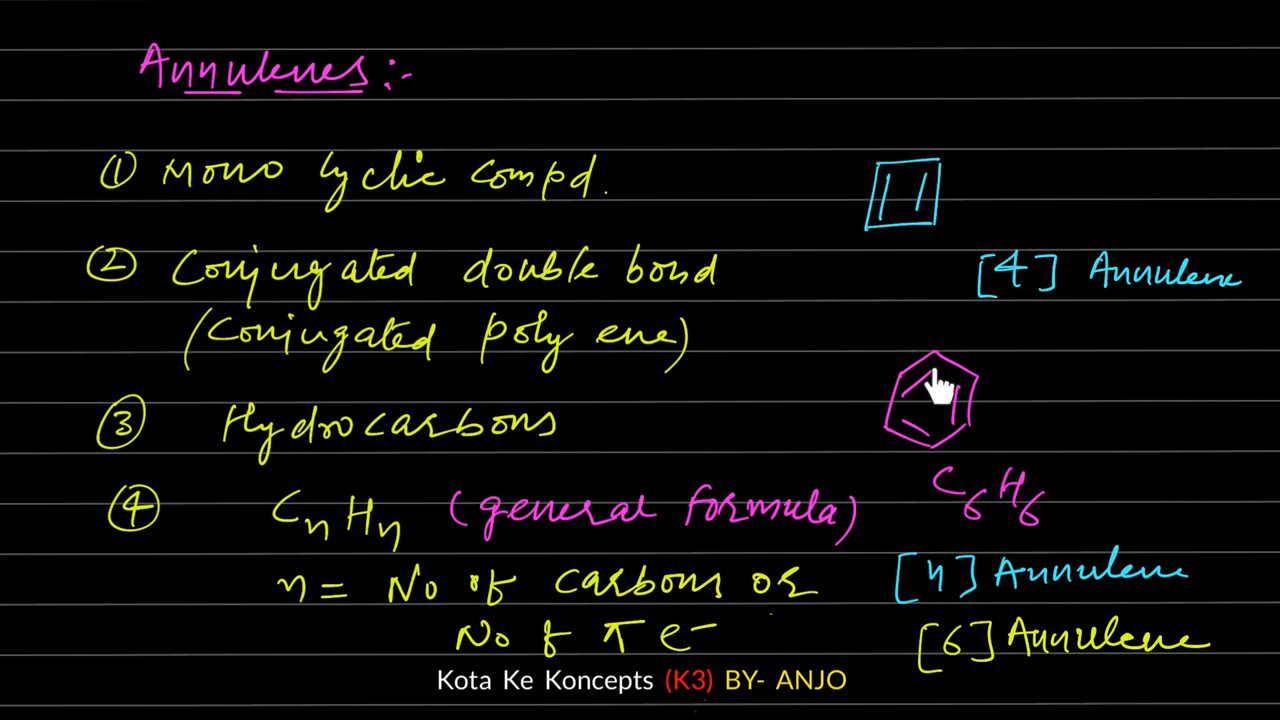 Annulenes :-
① Mono cyclic compd.
② Conjugated double bond
[4] Annulene
(Conjugated poly ene)
③ Hydrocarbons
④ CnHn (general formula)
C6H6
n = No of carbons or
[n] Annulene
No of π e-
[6] Annulene
Kota Ke Koncepts (K3) BY- ANJO